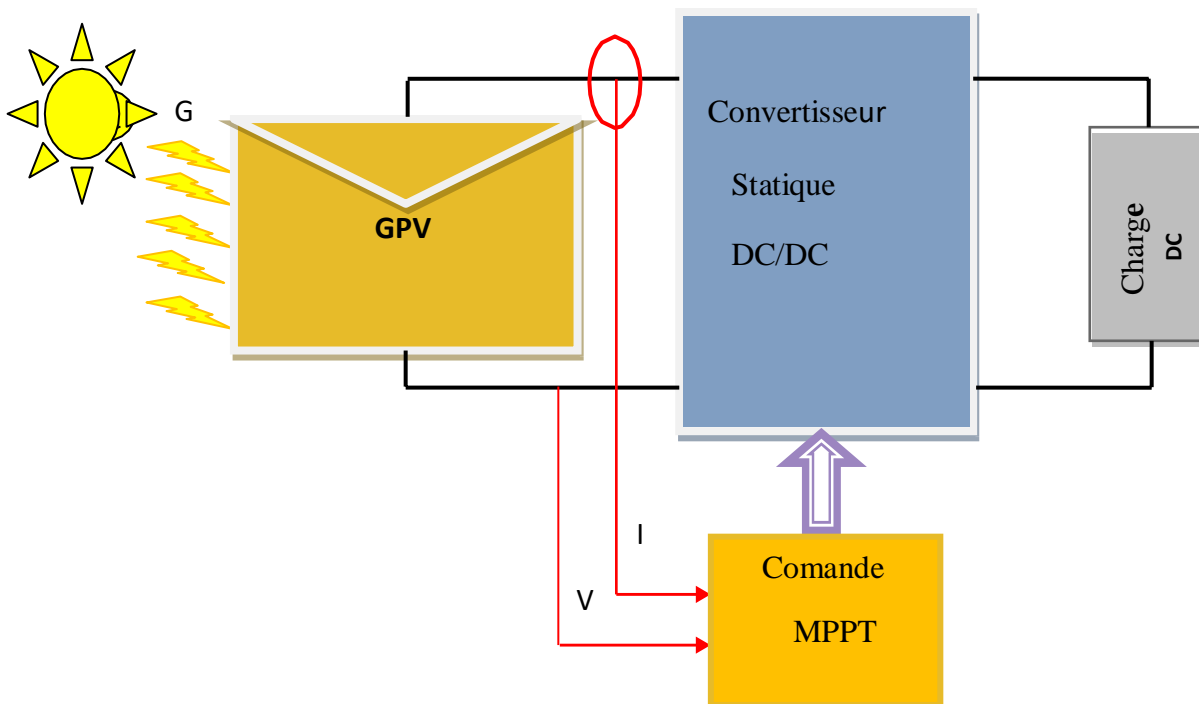 G
GPV
Convertisseur
Statique
DC/DC
Charge
DC
I
V
Comande
MPPT